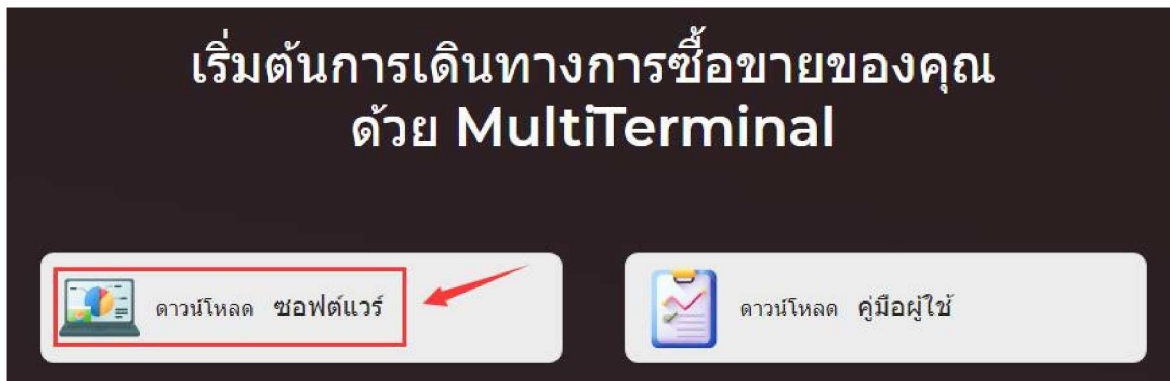 เริ่มต้นการเดินทางการซื้อขายของคุณ
ด้วย MultiTerminal
ดาวน์โหลด ซอฟต์แวร์
ดาวน์โหลด คู่มือผู้ใช้